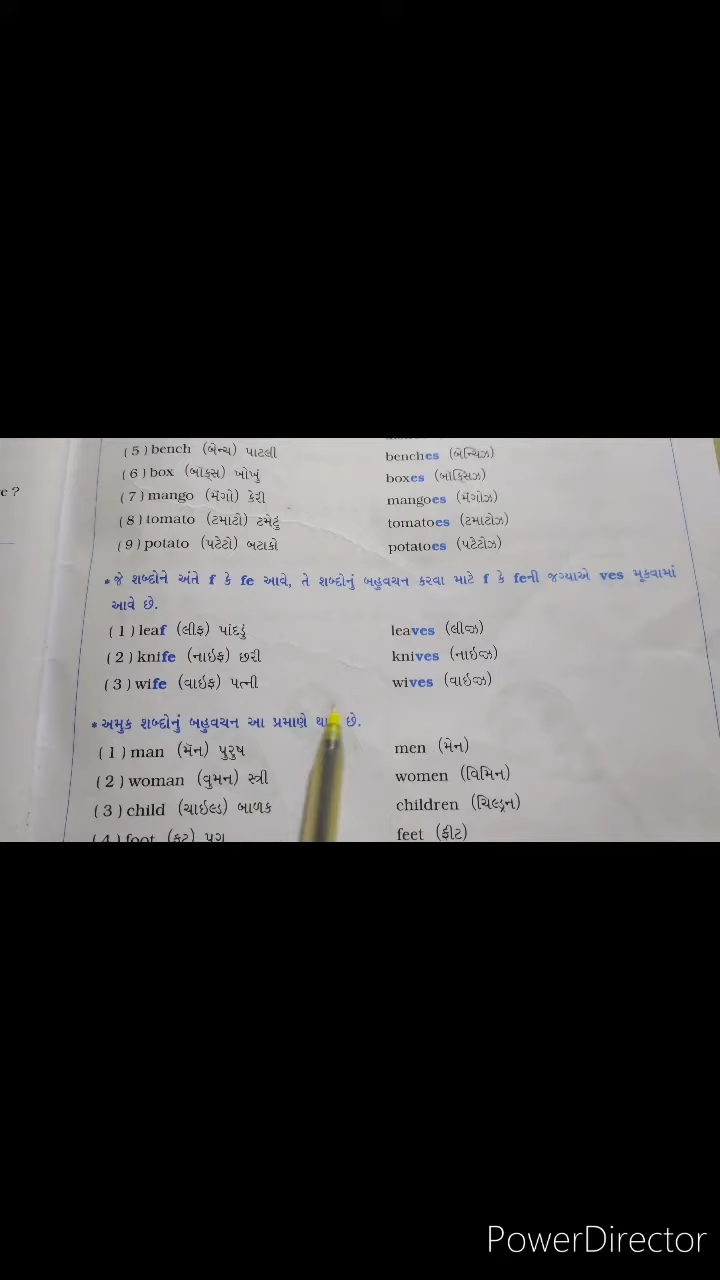 (5) bench (બૅન્ચ) પાટલી benches (બૅન્ચિઝ)
e ? (6) box (બૉક્સ) ખોખું boxes (બૉક્સિઝ)
(7) mango (મૅંગો) કેરી mangoes (મૅંગોઝ)
(8) tomato (ટમાટો) ટમેટું tomatoes (ટમાટોઝ)
(9) potato (પટેટો) બટાકો potatoes (પટેટોઝ)
• જે શબ્દોને અંતે f કે fe આવે, તે શબ્દોનું બહુવચન કરવા માટે f કે feની જગ્યાએ ves મૂકવામાં
આવે છે.
(1) leaf (લીફ) પાંદડું leaves (લીવ્ઝ)
(2) knife (નાઇફ) છરી knives (નાઇવ્ઝ)
(3) wife (વાઇફ) પત્ની wives (વાઇવ્ઝ)
• અમુક શબ્દોનું બહુવચન આ પ્રમાણે છે.
(1) man (મૅન) પુરુષ men (મેન)
(2) woman (વુમન) સ્ત્રી women (વિમિન)
(3) child (ચાઇલ્ડ) બાળક children (ચિલ્ડ્રન)
(4) foot (ફૂટ) પગ feet (ફીટ)
PowerDirector